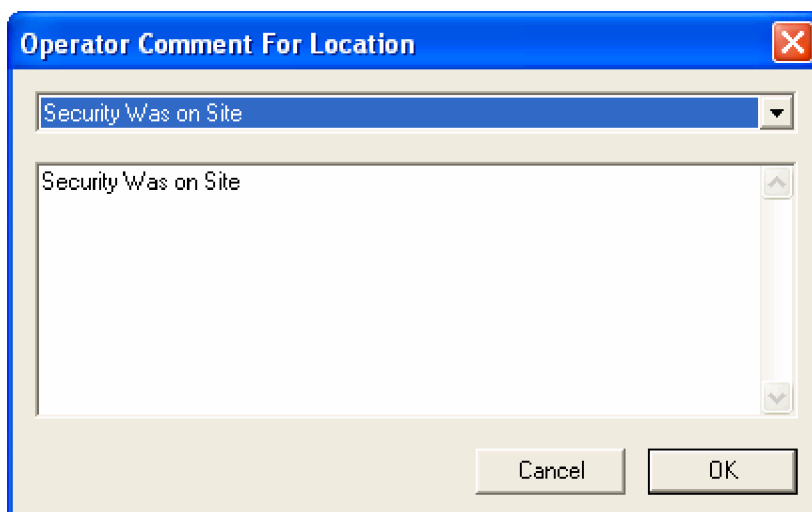 Operator Comment For Location
Security Was on Site
Security Was on Site
Cancel OK